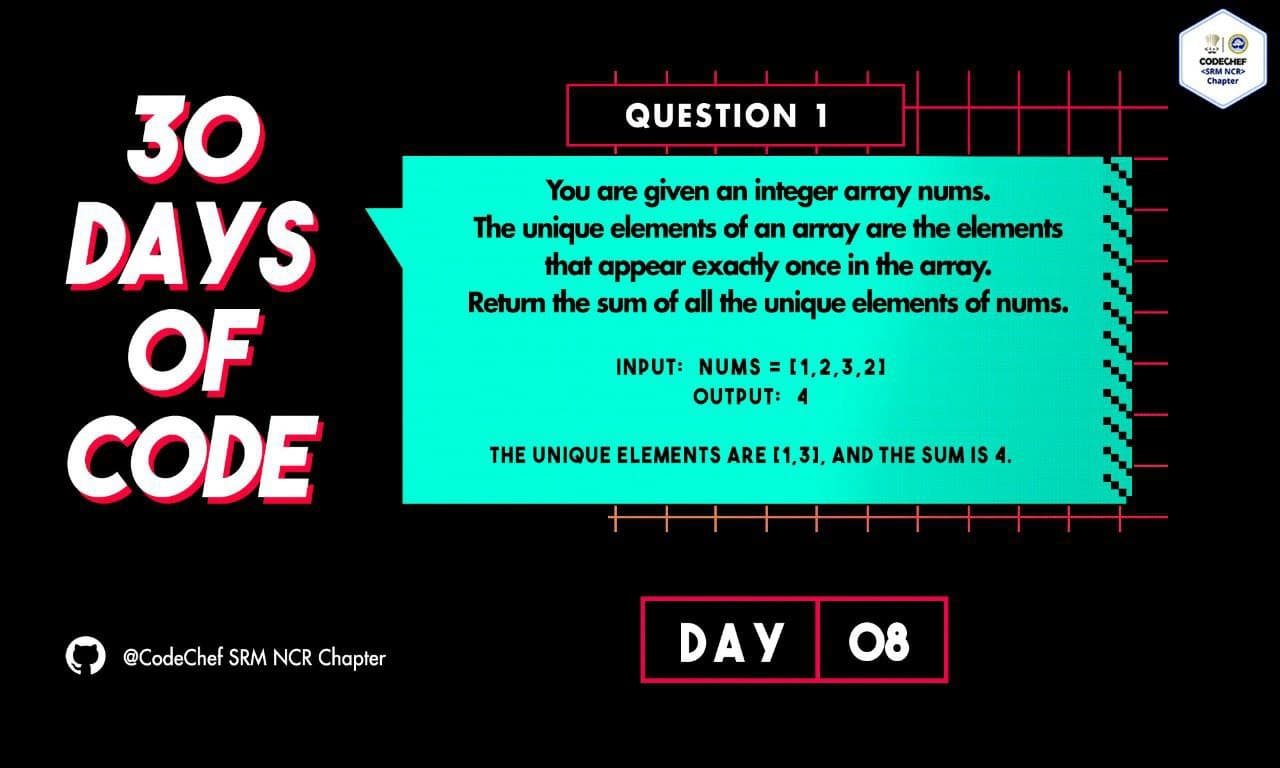 CODECHEF
<SRM NCR>
Chapter
30
DAYS
OF
CODE
QUESTION 1
You are given an integer array nums.
The unique elements of an array are the elements
that appear exactly once in the array.
Return the sum of all the unique elements of nums.
INPUT: NUMS = [1,2,3,2]
OUTPUT: 4
THE UNIQUE ELEMENTS ARE [1,3], AND THE SUM IS 4.
DAY 08
@CodeChef SRM NCR Chapter